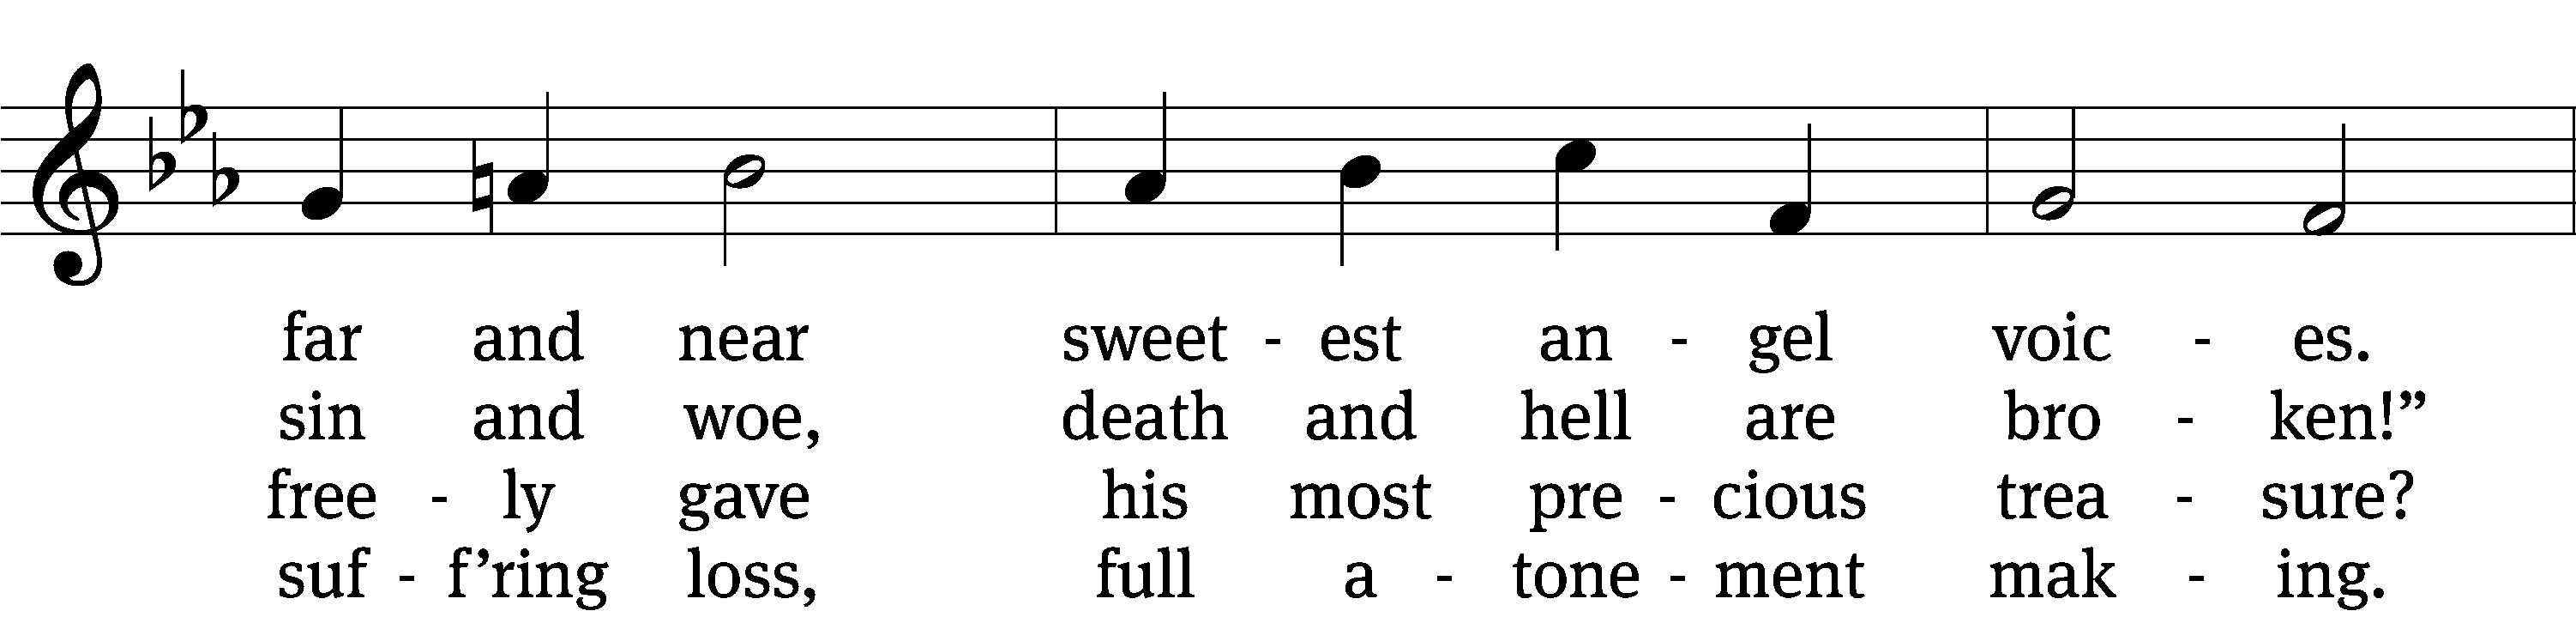 far and near sweet - est an - gel voic - es.
sin and woe, death and hell are bro - ken!”
free - ly gave his most pre - cious trea - sure?
suf - f’ring loss, full a - tone - ment mak - ing.